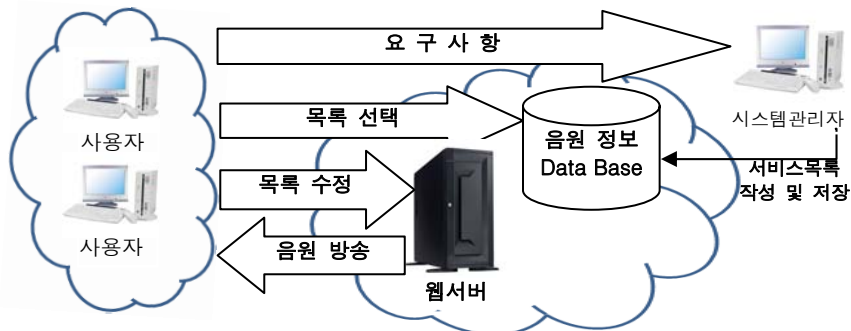 요 구 사 항
사용자
목록 선택
음원 정보
Data Base
시스템관리자
서비스목록
작성 및 저장
목록 수정
사용자
음원 방송
웹서버